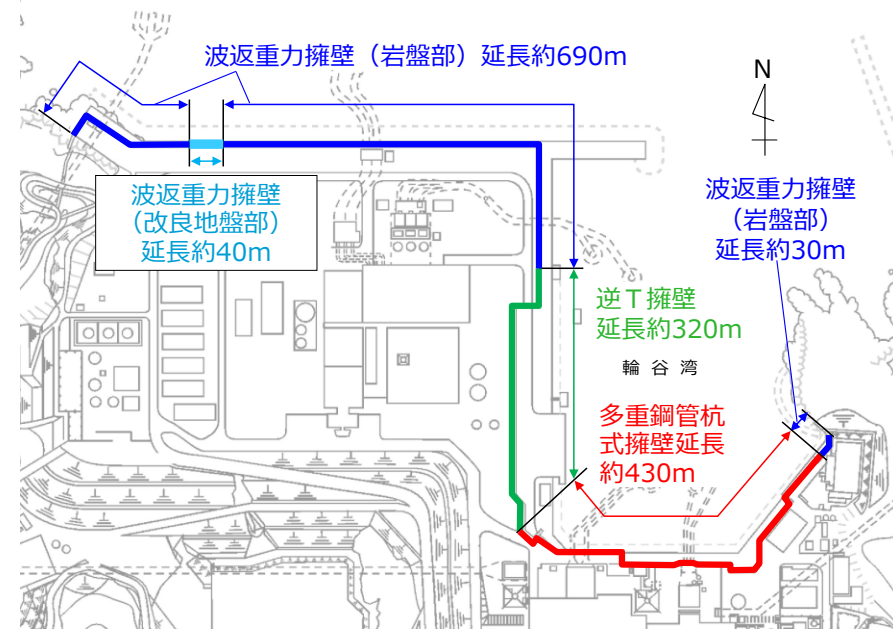 波返重力擁壁（岩盤部）延長約690m
N
波返重力擁壁
（改良地盤部）
延長約40m
波返重力擁壁
（岩盤部）
延長約30m
逆Ｔ擁壁
延長約320m
輪谷湾
多重鋼管杭
式擁壁延長
約430m